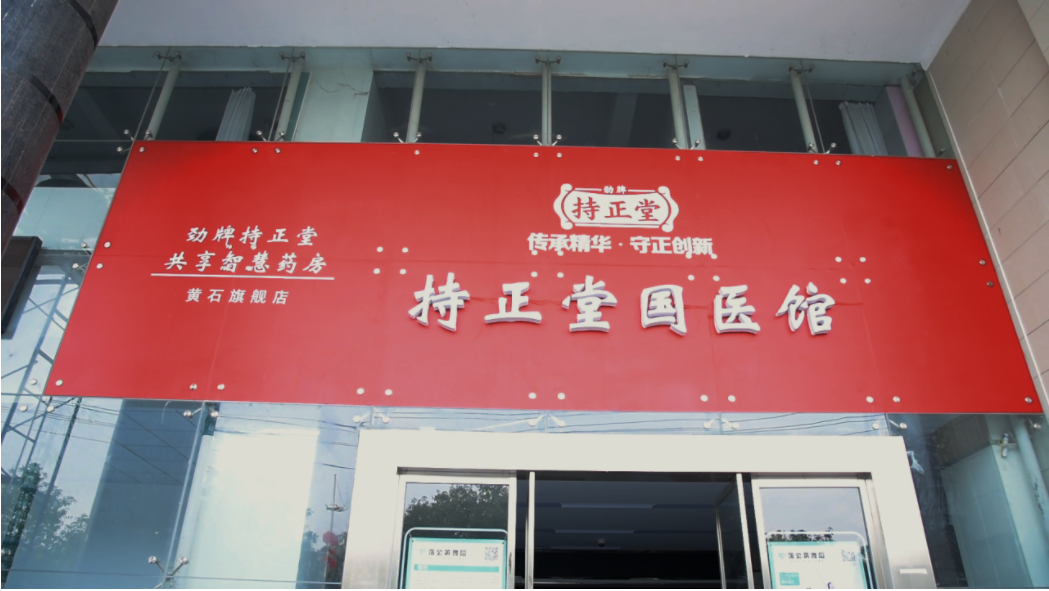 劲牌持正堂
共享智慧药房
黄石旗舰店
劲牌
持正堂
传承精华·守正创新
持正堂国医馆